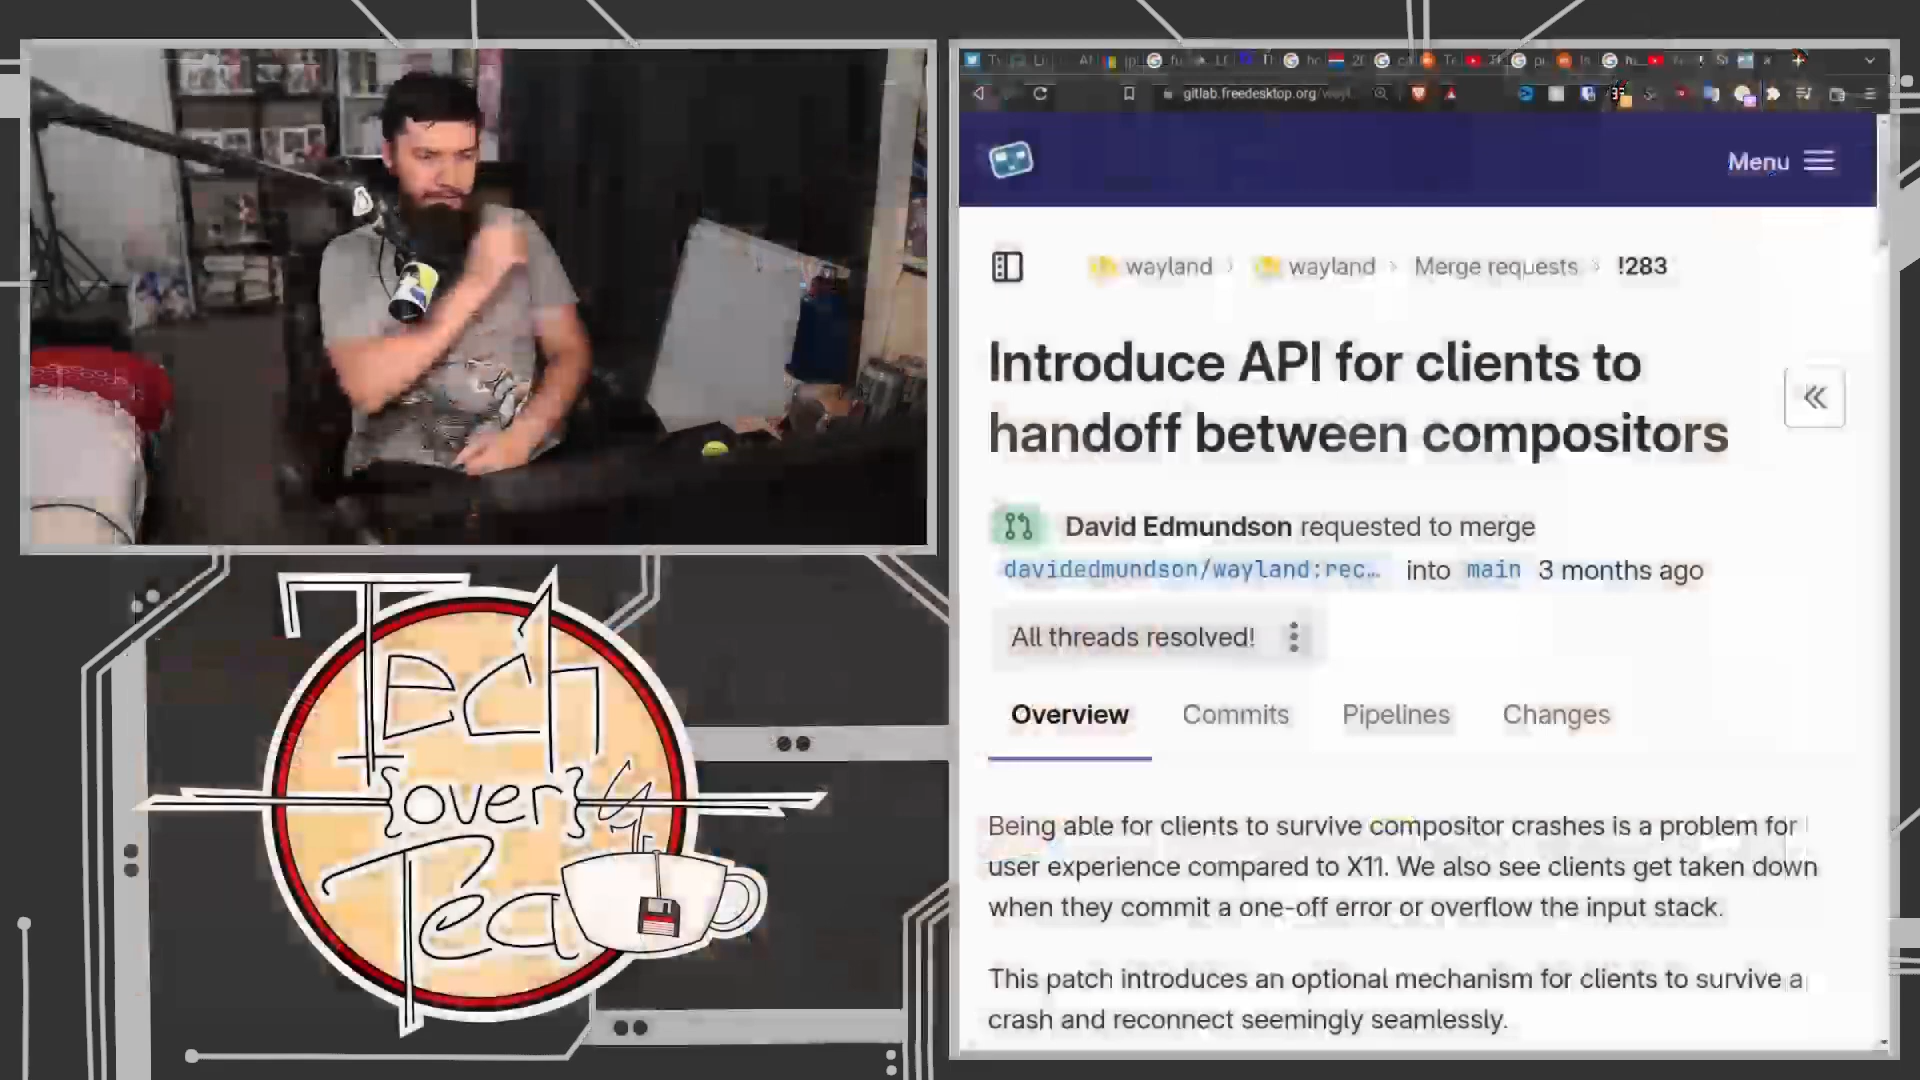 gitlab.freedesktop.org/wayl
Menu
wayland › wayland › Merge requests › !283
Introduce API for clients to
handoff between compositors
David Edmundson requested to merge
davidedmundson/wayland:rec… into main 3 months ago
All threads resolved!
Overview Commits Pipelines Changes
Being able for clients to survive compositor crashes is a problem for
user experience compared to X11. We also see clients get taken down
when they commit a one-off error or overflow the input stack.
This patch introduces an optional mechanism for clients to survive a
crash and reconnect seemingly seamlessly.
TEch
{over}
Tea